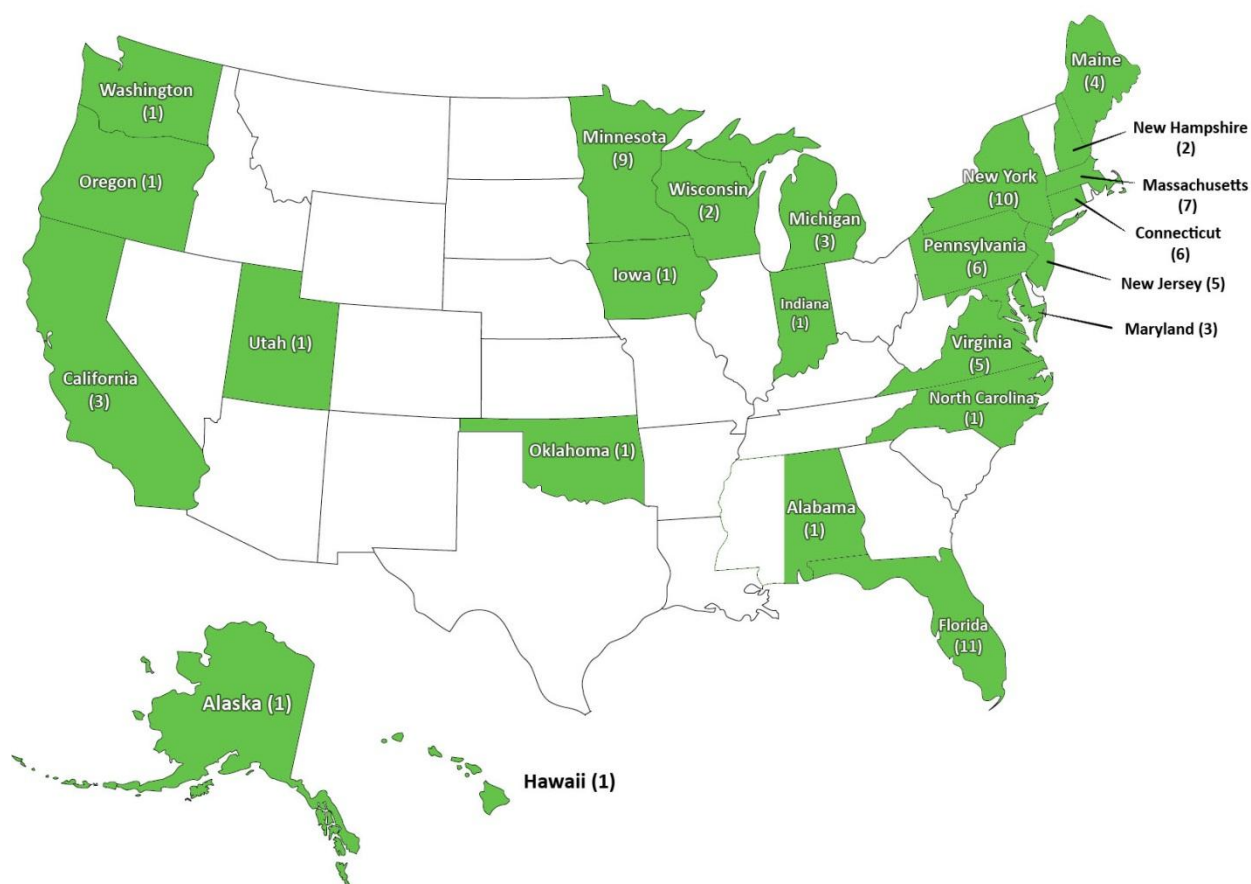 Washington
(1)
Oregon (1)
California
(3)
Utah (1)
Oklahoma (1)
Minnesota
(9)
Wisconsin
(2)
Iowa (1)
Michigan
(3)
Indiana
(1)
Alabama
(1)
Florida
(11)
North Carolina
(1)
Virginia
(5)
Pennsylvania
(6)
New York
(10)
Maine
(4)
New Hampshire
(2)
Massachusetts
(7)
Connecticut
(6)
New Jersey (5)
Maryland (3)
Alaska (1)
Hawaii (1)